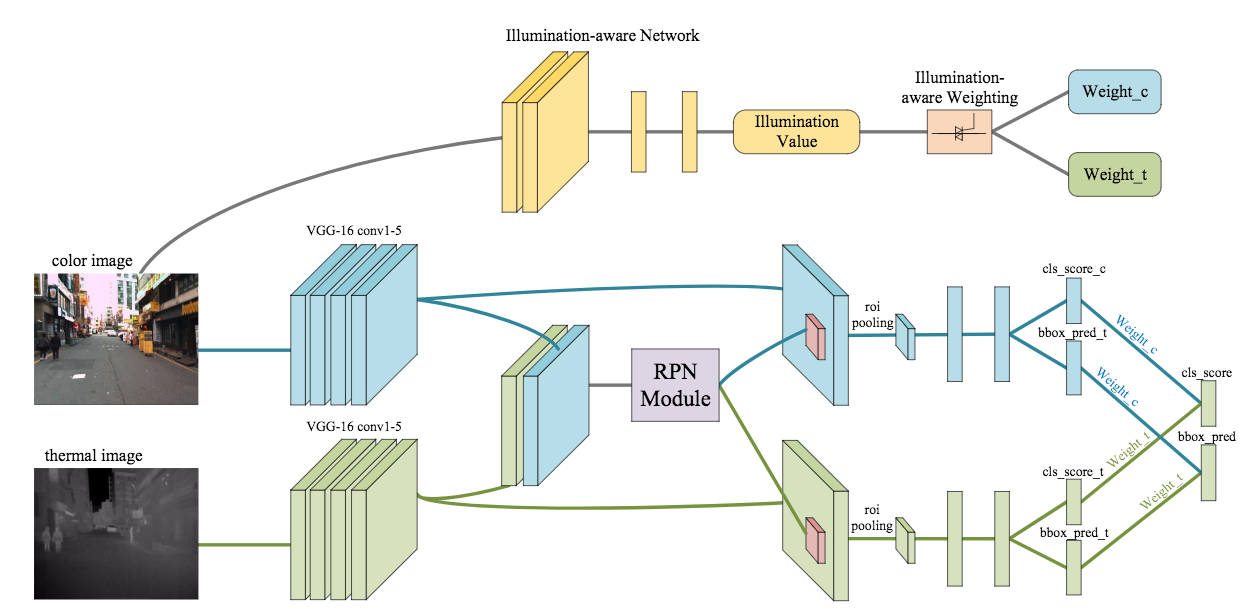 Illumination-aware Network
Illumination-
aware Weighting
Weight_c
Illumination
Value
Weight_t
VGG-16 conv1-5
color image
cls_score_c
roi
pooling
bbox_pred_t
Weight_c
Weight_c
cls_score
RPN
Module
VGG-16 conv1-5
thermal image
bbox_pred
Weight_t
cls_score_t
Weight_t
roi
pooling
bbox_pred_t